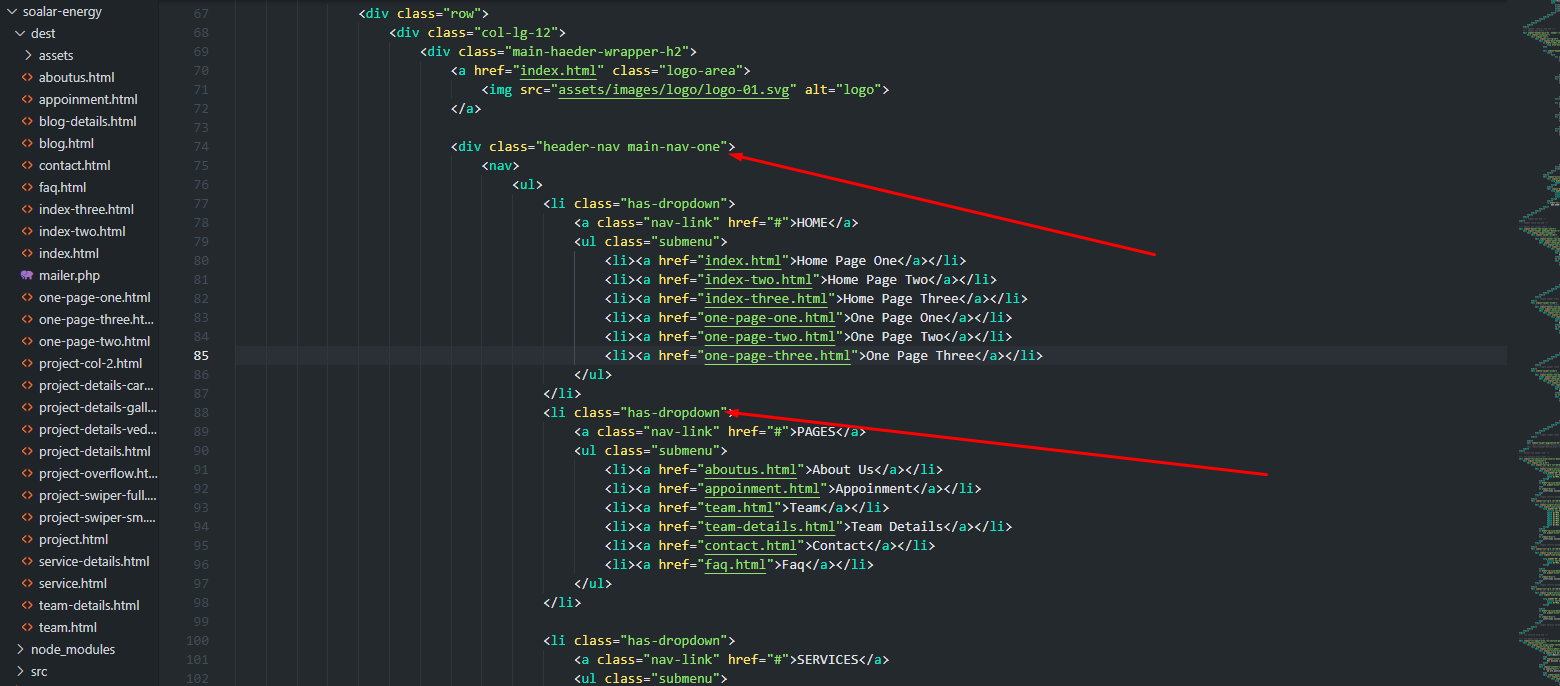 soalar-energy
dest
assets
aboutus.html
appoinment.html
blog-details.html
blog.html
contact.html
faq.html
index-three.html
index-two.html
index.html
mailer.php
one-page-one.html
one-page-three.ht...
one-page-two.html
project-col-2.html
project-details-car...
project-details-gall...
project-details-ved...
project-details.html
project-overflow.ht...
project-swiper-full....
project-swiper-sm....
project.html
service-details.html
service.html
team-details.html
team.html
node_modules
src
67 <div class="row">
68 <div class="col-lg-12">
69 <div class="main-haeder-wrapper-h2">
70 <a href="index.html" class="logo-area">
71 <img src="assets/images/logo/logo-01.svg" alt="logo">
72 </a>
73
74 <div class="header-nav main-nav-one">
75 <nav>
76 <ul>
77 <li class="has-dropdown">
78 <a class="nav-link" href="#">HOME</a>
79 <ul class="submenu">
80 <li><a href="index.html">Home Page One</a></li>
81 <li><a href="index-two.html">Home Page Two</a></li>
82 <li><a href="index-three.html">Home Page Three</a></li>
83 <li><a href="one-page-one.html">One Page One</a></li>
84 <li><a href="one-page-two.html">One Page Two</a></li>
85 <li><a href="one-page-three.html">One Page Three</a></li>
86 </ul>
87 </li>
88 <li class="has-dropdown">
89 <a class="nav-link" href="#">PAGES</a>
90 <ul class="submenu">
91 <li><a href="aboutus.html">About Us</a></li>
92 <li><a href="appoinment.html">Appoinment</a></li>
93 <li><a href="team.html">Team</a></li>
94 <li><a href="team-details.html">Team Details</a></li>
95 <li><a href="contact.html">Contact</a></li>
96 <li><a href="faq.html">Faq</a></li>
97 </ul>
98 </li>
99
100 <li class="has-dropdown">
101 <a class="nav-link" href="#">SERVICES</a>
102 <ul class="submenu">